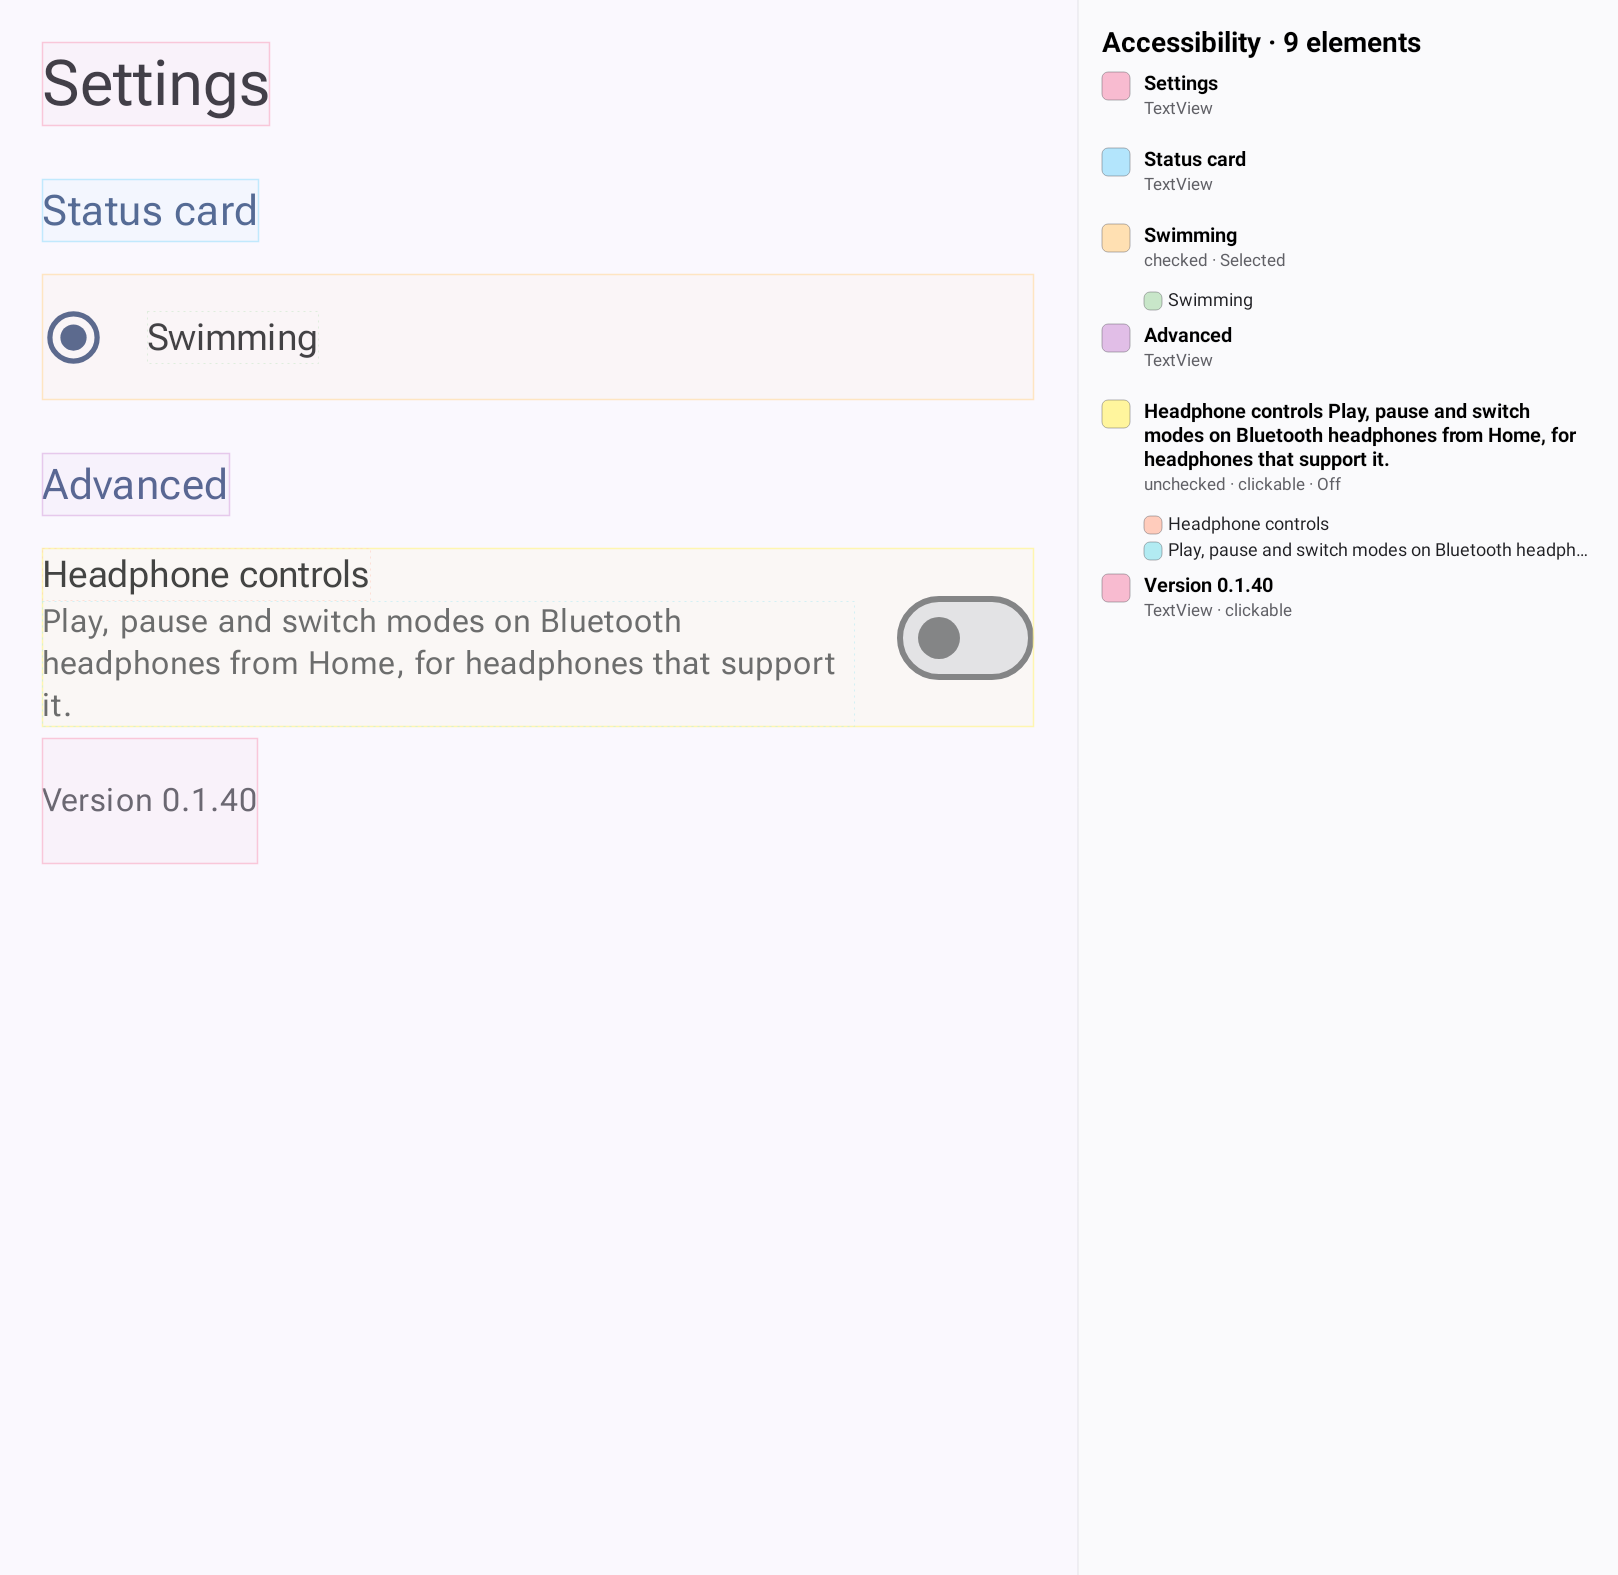 Settings
Status card
Swimming
Advanced
Headphone controls
Play, pause and switch modes on Bluetooth
headphones from Home, for headphones that support
it.
Version 0.1.40
Accessibility · 9 elements
Settings
TextView
Status card
TextView
Swimming
checked · Selected
Swimming
Advanced
TextView
Headphone controls Play, pause and switch
modes on Bluetooth headphones from Home, for
headphones that support it.
unchecked · clickable · Off
Headphone controls
Play, pause and switch modes on Bluetooth headph...
Version 0.1.40
TextView · clickable